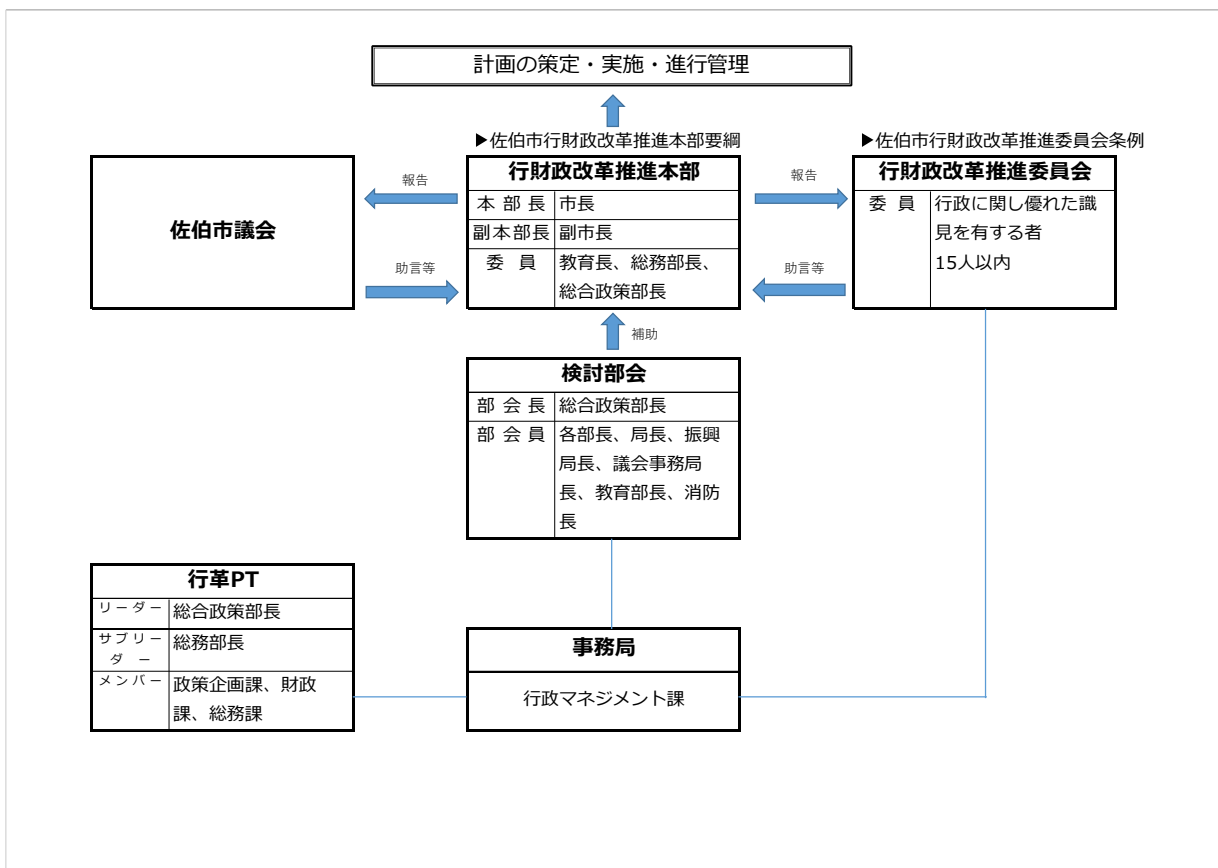 計画の策定・実施・進行管理
▶佐伯市行財政改革推進本部要綱
▶佐伯市行財政改革推進委員会条例
佐伯市議会
報告
助言等
行財政改革推進本部
本部長 市長
副本部長 副市長
委員 教育長、総務部長、
総合政策部長
報告
助言等
行財政改革推進委員会
委員 行政に関し優れた識
見を有する者
15人以内
補助
検討部会
部会長 総合政策部長
部会員 各部長、局長、振興
局長、議会事務局
長、教育部長、消防
長
行革PT
リーダー 総合政策部長
サブリー 総務部長
ダー
メンバー 政策企画課、財政
課、総務課
事務局
行政マネジメント課